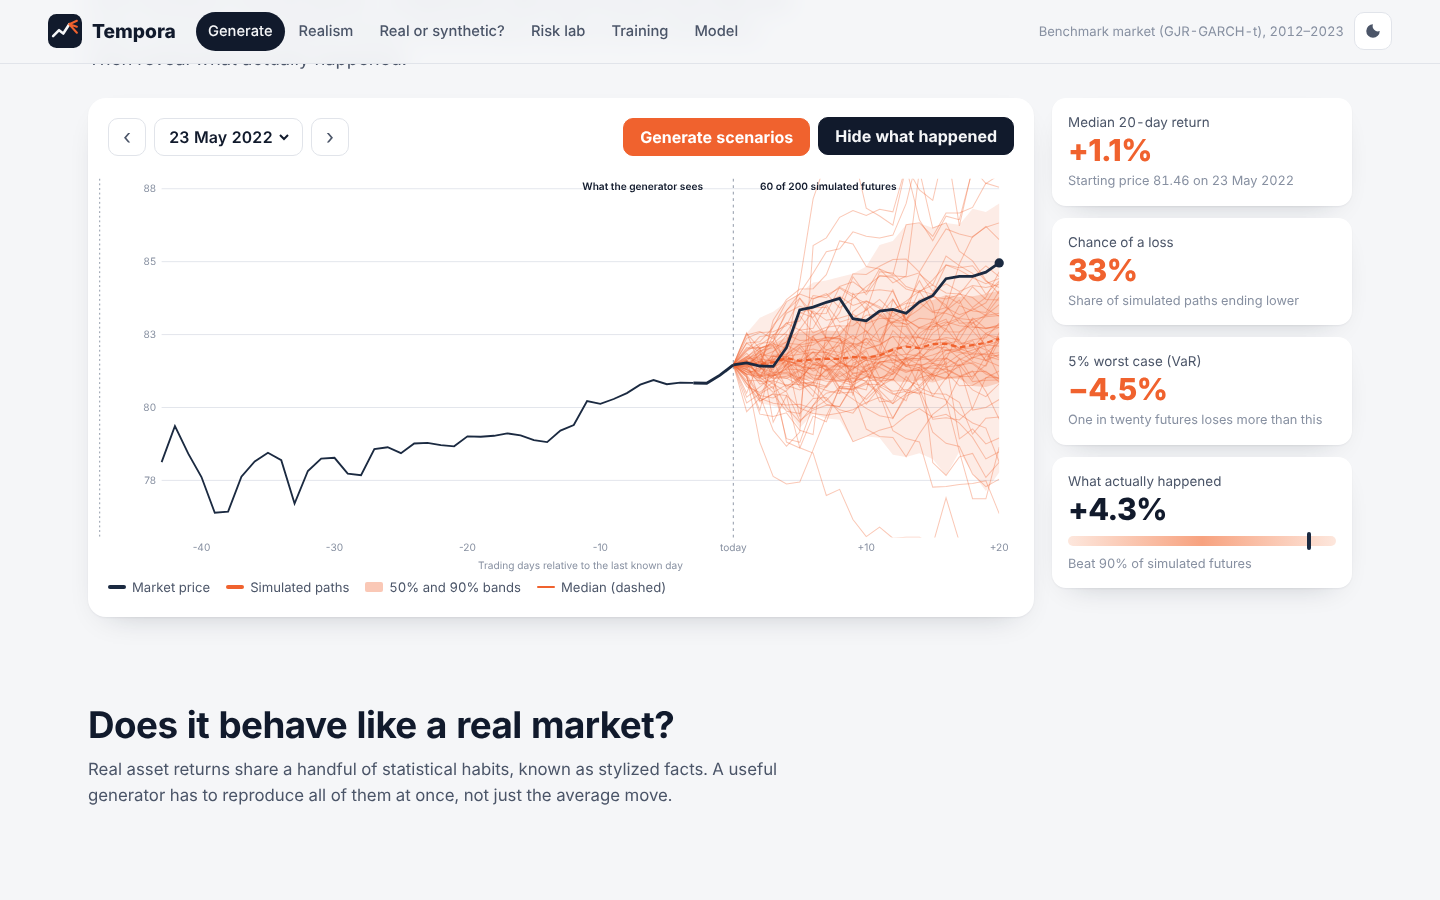 Tempora
Generate
Realism
Real or synthetic?
Risk lab
Training
Model
Benchmark market (GJR-GARCH-t), 2012–2023
23 May 2022
Generate scenarios
Hide what happened
What the generator sees
60 of 200 simulated futures
88
85
83
80
78
-40
-30
-20
-10
today
+10
+20
Trading days relative to the last known day
Market price
Simulated paths
50% and 90% bands
Median (dashed)
Median 20-day return
+1.1%
Starting price 81.46 on 23 May 2022
Chance of a loss
33%
Share of simulated paths ending lower
5% worst case (VaR)
−4.5%
One in twenty futures loses more than this
What actually happened
+4.3%
Beat 90% of simulated futures
Does it behave like a real market?
Real asset returns share a handful of statistical habits, known as stylized facts. A useful
generator has to reproduce all of them at once, not just the average move.